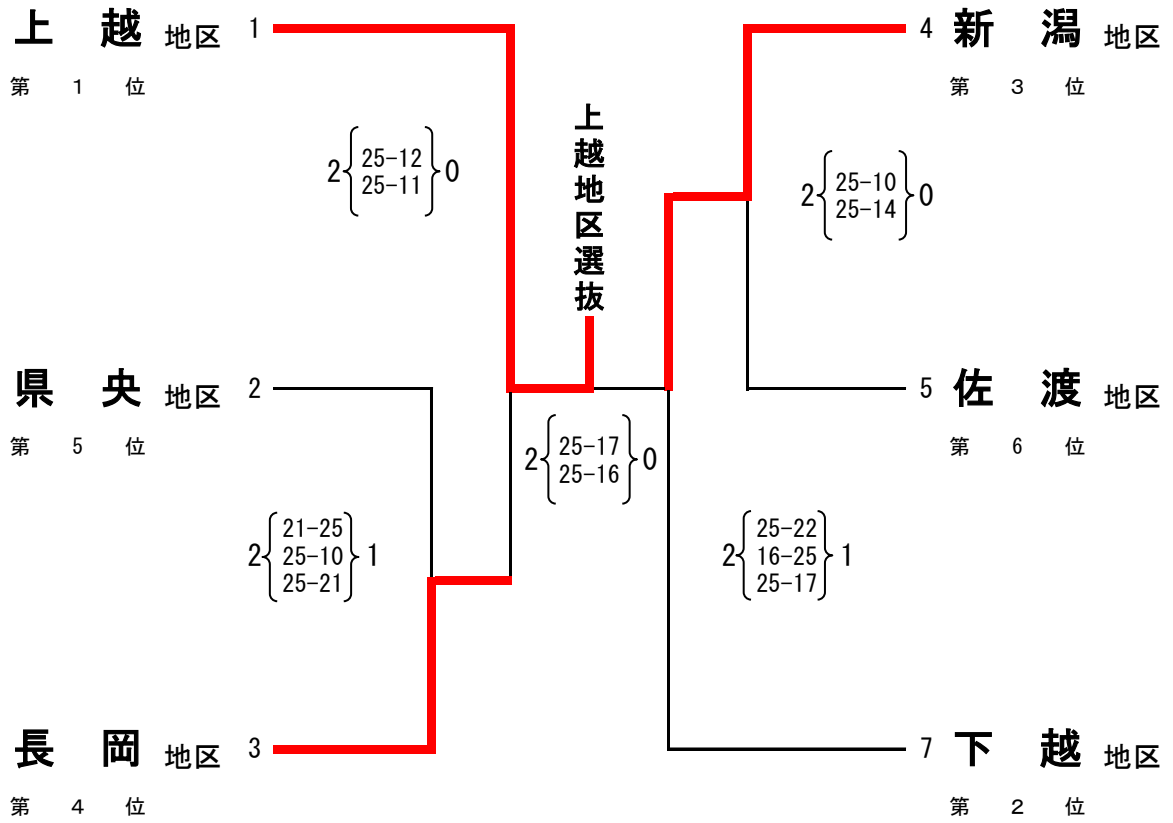 上越地区 1
第1位
4 新潟地区
第3位
上越地区選抜
2{25-12
25-11}0
2{25-10
25-14}0
県央地区 2
第5位
5 佐渡地区
第6位
2{25-17
25-16}0
2{21-25
25-10
25-21}1
2{25-22
16-25
25-17}1
長岡地区 3
第4位
7 下越地区
第2位